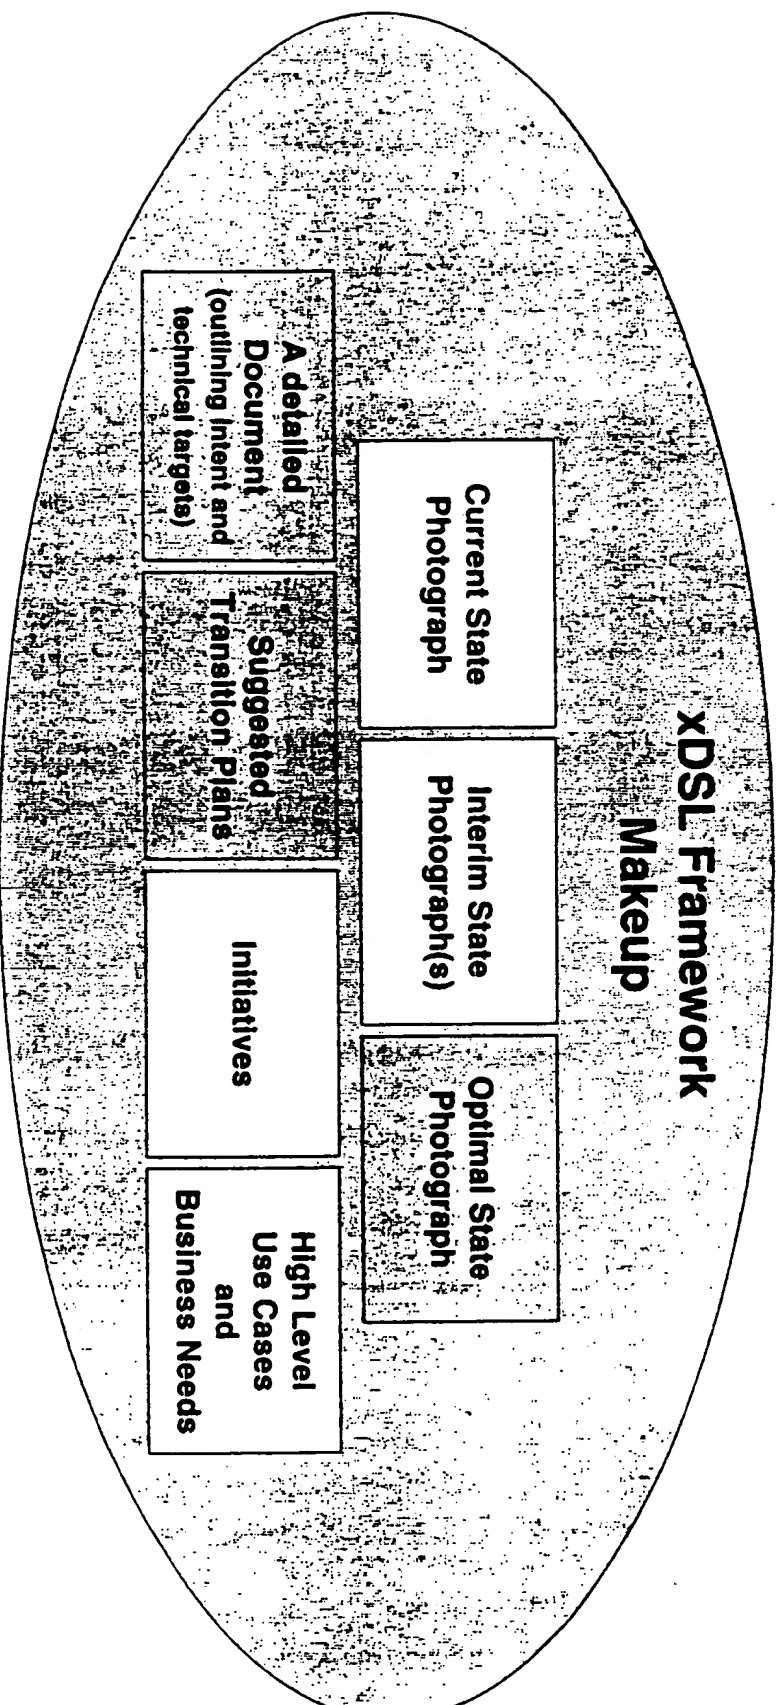 xDSL Framework
Makeup
Current State
Photograph
Interim State
Photograph(s)
Optimal State
Photograph
A detailed
Document
(outlining intent and
technical targets)
Suggested
Transition Plans
Initiatives
High Level
Use Cases
and
Business Needs